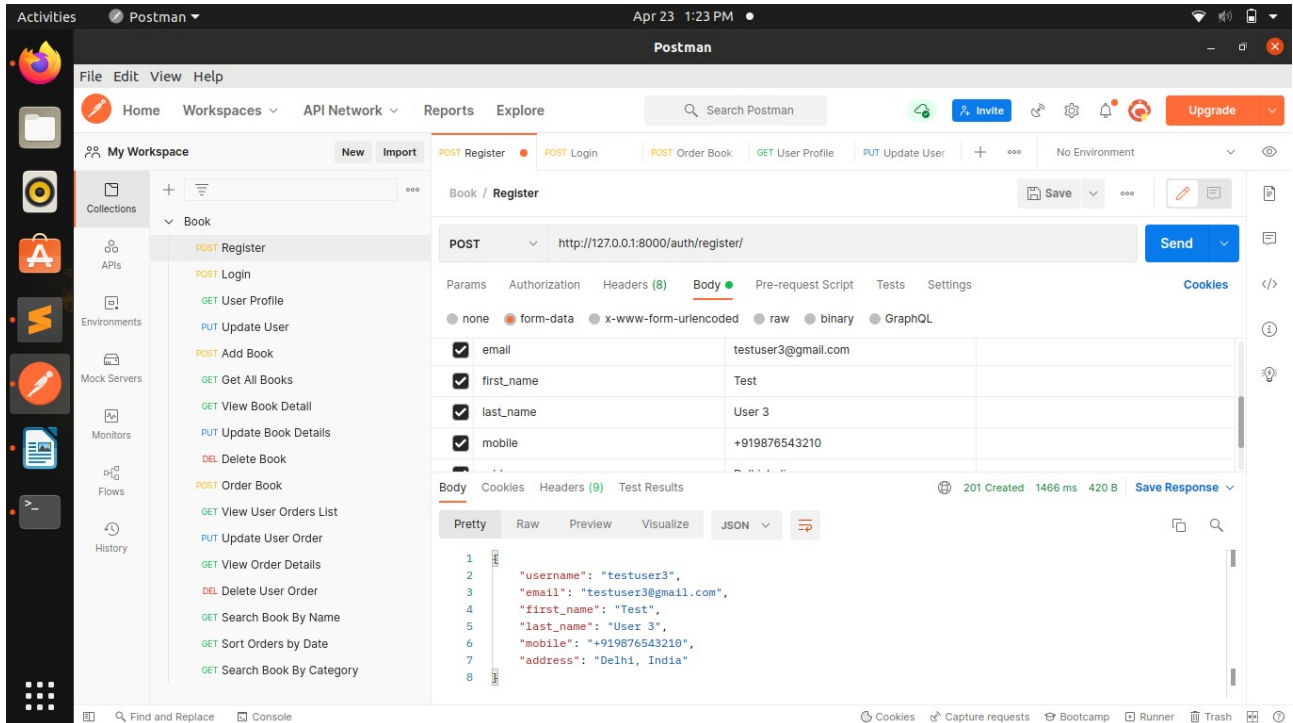 Activities Postman Apr 23 1:23 PM
Postman
File Edit View Help
Home Workspaces API Network Reports Explore Search Postman Invite Upgrade
My Workspace New Import
POST Register POST Login POST Order Book GET User Profile PUT Update User No Environment
Collections
APIs
Environments
Mock Servers
Monitors
Flows
History
Book
POST Register
POST Login
GET User Profile
PUT Update User
POST Add Book
GET Get All Books
GET View Book Detail
PUT Update Book Details
DEL Delete Book
POST Order Book
GET View User Orders List
PUT Update User Order
GET View Order Details
DEL Delete User Order
GET Search Book By Name
GET Sort Orders by Date
GET Search Book By Category
Book / Register Save
POST http://127.0.0.1:8000/auth/register/ Send
Params Authorization Headers (8) Body Pre-request Script Tests Settings Cookies
none form-data x-www-form-urlencoded raw binary GraphQL
email testuser3@gmail.com
first_name Test
last_name User 3
mobile +919876543210
Body Cookies Headers (9) Test Results 201 Created 1466 ms 420 B Save Response
Pretty Raw Preview Visualize JSON
1 {
2 "username": "testuser3",
3 "email": "testuser3@gmail.com",
4 "first_name": "Test",
5 "last_name": "User 3",
6 "mobile": "+919876543210",
7 "address": "Delhi, India"
8 }
Find and Replace Console Cookies Capture requests Bootcamp Runner Trash